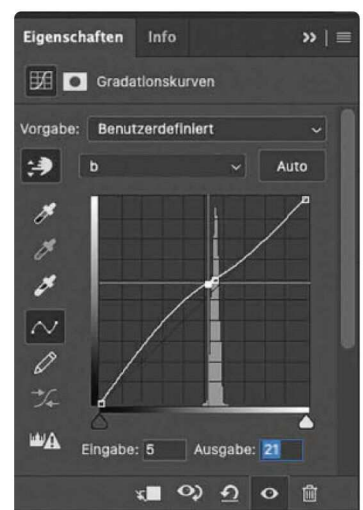 Eigenschaften Info
Gradationskurven
Vorgabe: Benutzerdefiniert
b Auto
Eingabe: 5 Ausgabe: 21